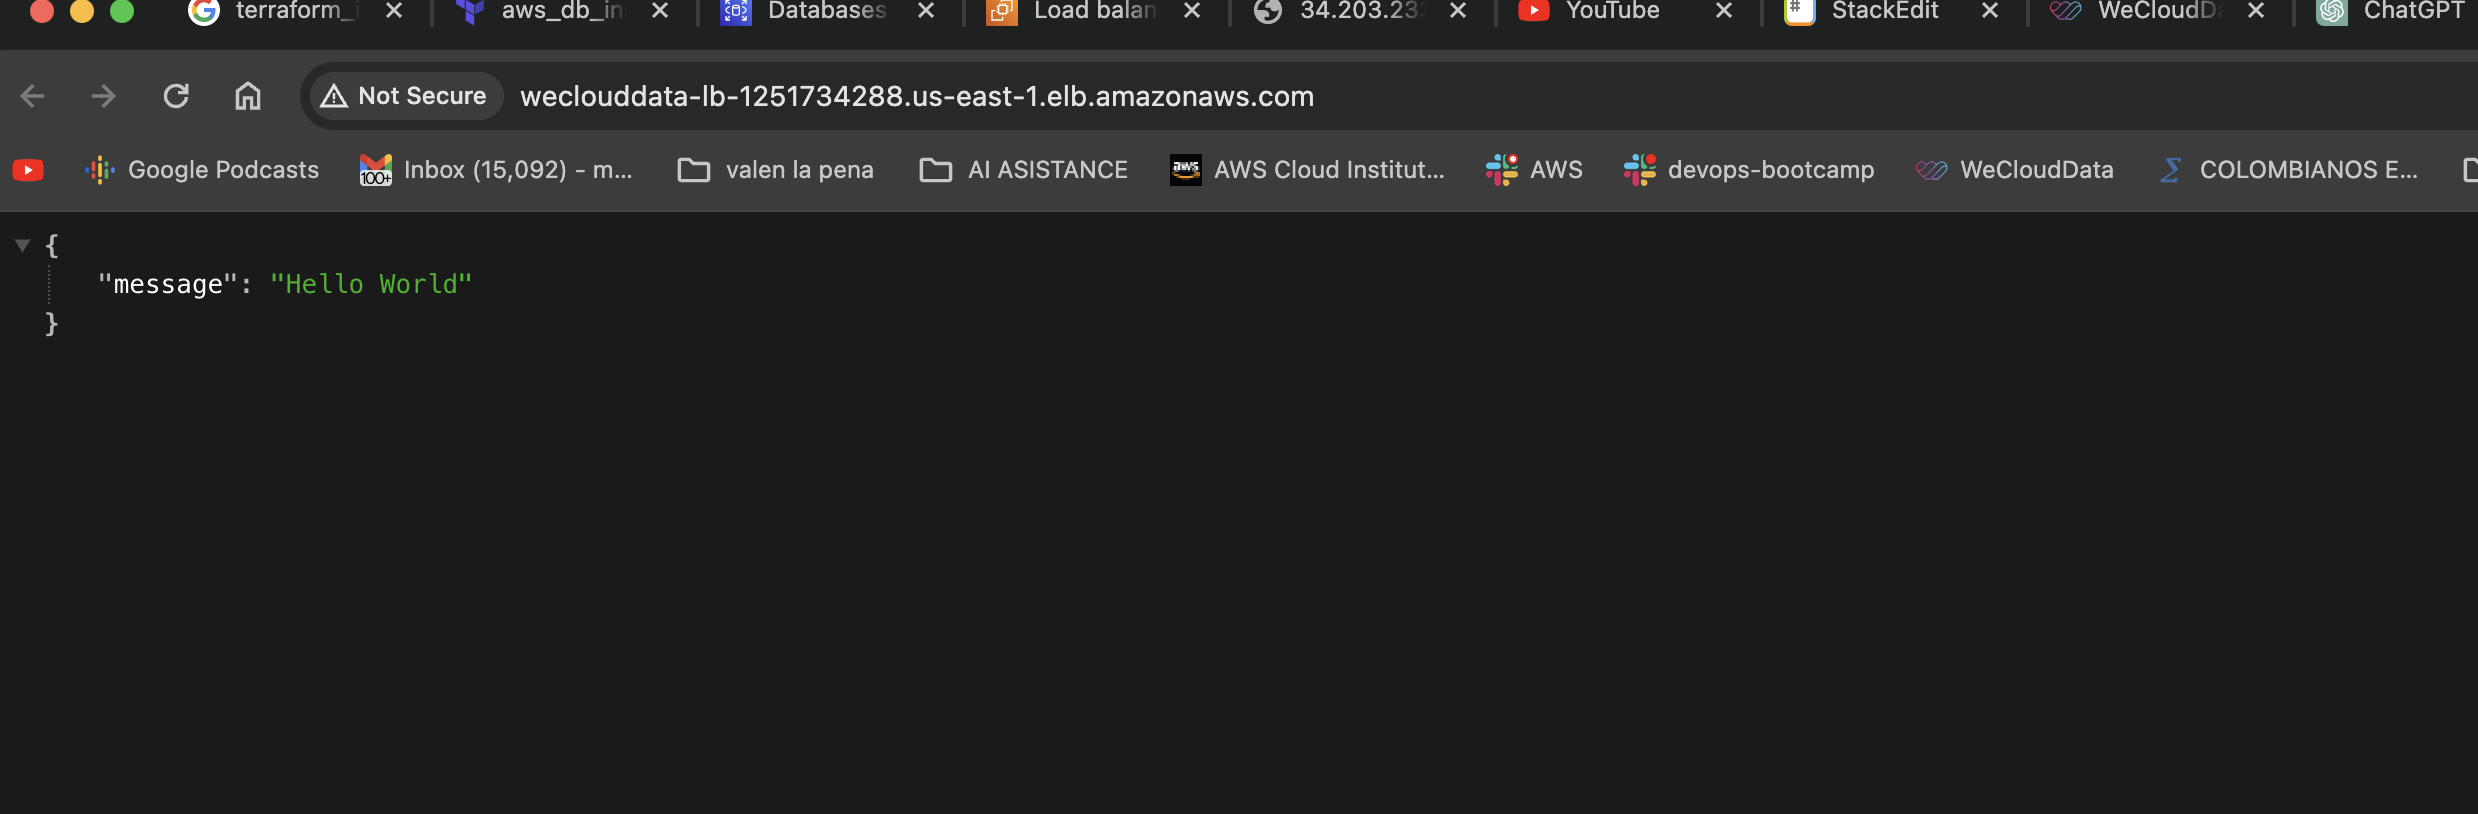 terraform_i aws_db_in Databases Load balan 34.203.23 YouTube # StackEdit WeCloudDa ChatGPT
Not Secure weclouddata-lb-1251734288.us-east-1.elb.amazonaws.com
Google Podcasts 100+ Inbox (15,092) - m... valen la pena AI ASISTANCE AWS Cloud Institut... AWS devops-bootcamp WeCloudData COLOMBIANOS E...
{
"message": "Hello World"
}